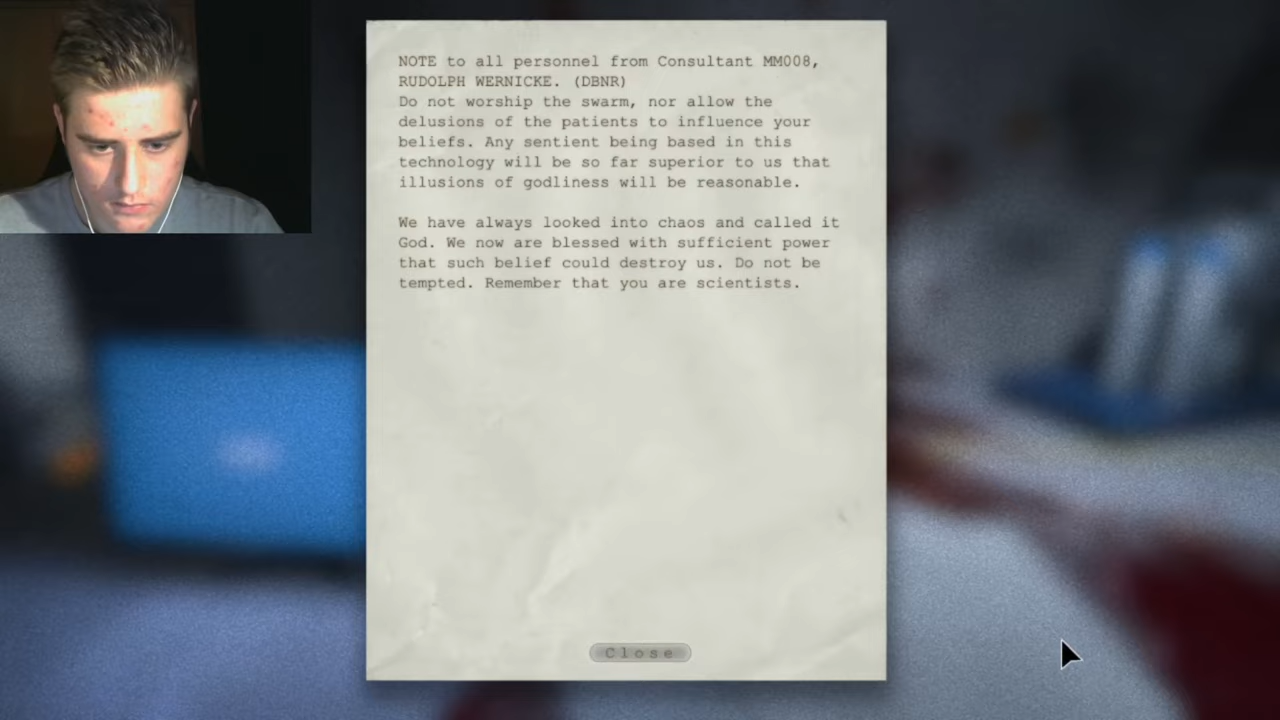 NOTE to all personnel from Consultant MM008,
RUDOLPH WERNICKE. (DBNR)
Do not worship the swarm, nor allow the
delusions of the patients to influence your
beliefs. Any sentient being based in this
technology will be so far superior to us that
illusions of godliness will be reasonable.
We have always looked into chaos and called it
God. We now are blessed with sufficient power
that such belief could destroy us. Do not be
tempted. Remember that you are scientists.
Close